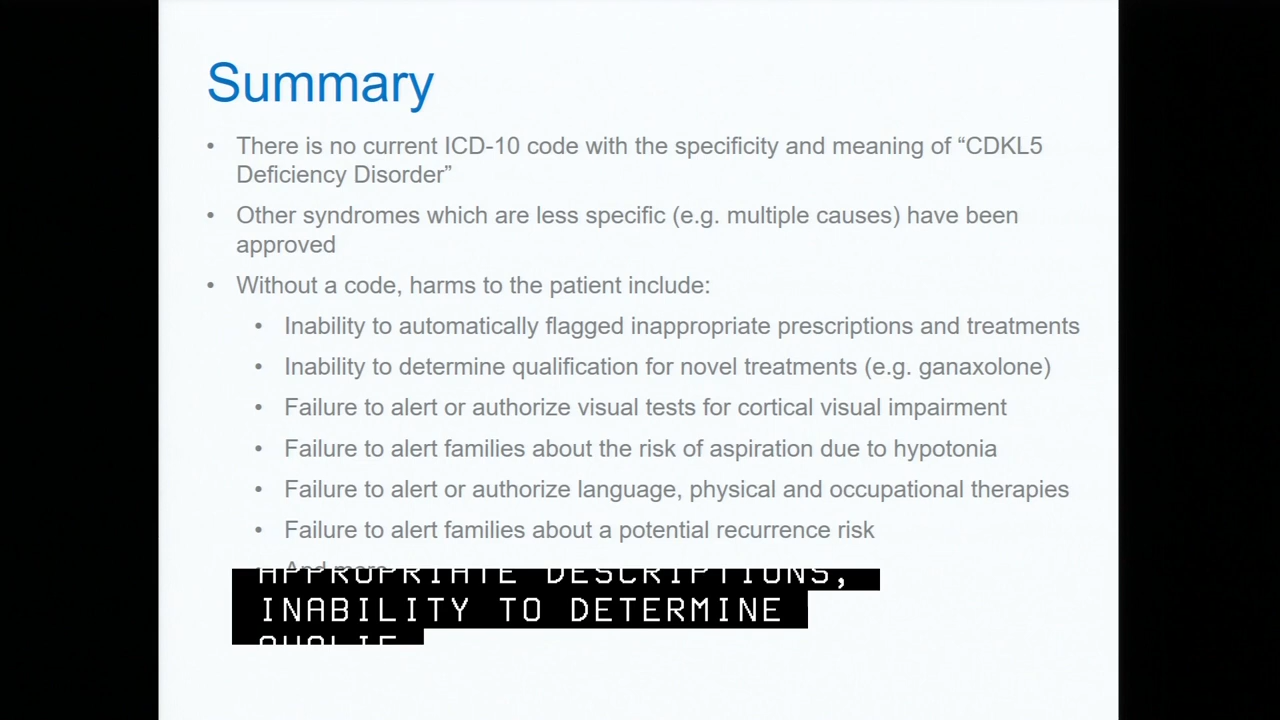 Summary
• There is no current ICD-10 code with the specificity and meaning of “CDKL5
Deficiency Disorder”
• Other syndromes which are less specific (e.g. multiple causes) have been
approved
• Without a code, harms to the patient include:
• Inability to automatically flagged inappropriate prescriptions and treatments
• Inability to determine qualification for novel treatments (e.g. ganaxolone)
• Failure to alert or authorize visual tests for cortical visual impairment
• Failure to alert families about the risk of aspiration due to hypotonia
• Failure to alert or authorize language, physical and occupational therapies
• Failure to alert families about a potential recurrence risk
And more
APPROPRIATE DESCRIPTIONS,
INABILITY TO DETERMINE
QUALIF